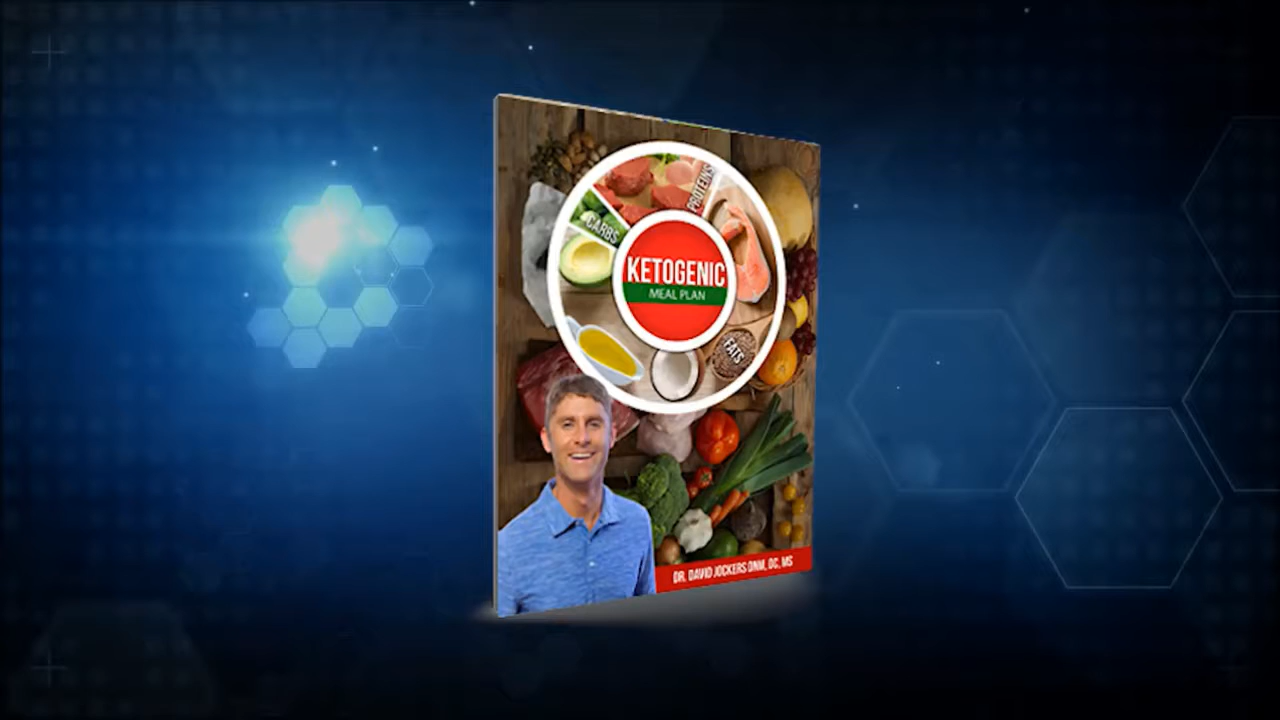 PROTEINS
CARBS
KETOGENIC
MEAL PLAN
FATS
DR. DAVID JOCKERS DNM, DC, MS